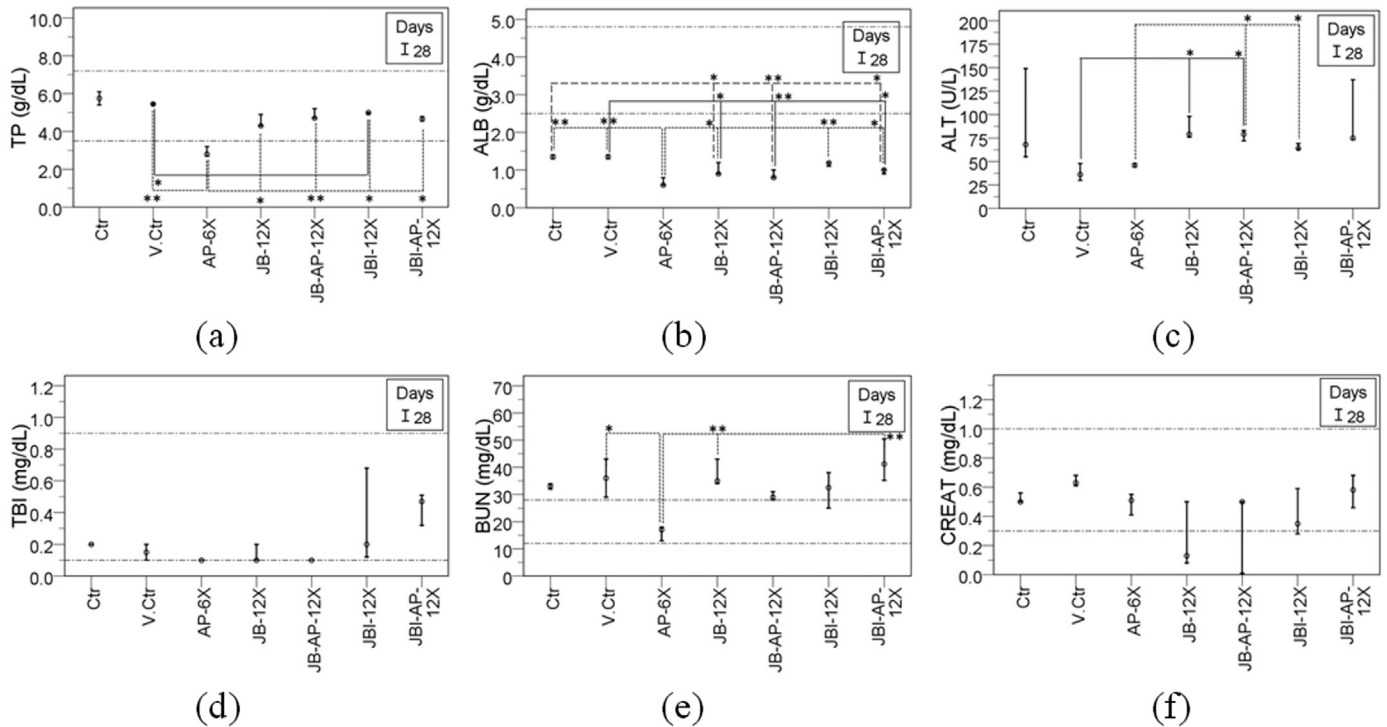 10.0
8.0
6.0
4.0
2.0
0.0
TP (g/dL)
Days
28
*
**
*
**
*
*
Ctr
V.Ctr
AP-6X
JB-12X
JB-AP-12X
JBI-12X
JBI-AP-
12X
(a)
5.0
4.0
3.0
2.0
1.0
0.0
ALB (g/dL)
Days
28
*
**
*
*
**
*
**
**
*
**
*
Ctr
V.Ctr
AP-6X
JB-12X
JB-AP-12X
JBI-12X
JBI-AP-
12X
(b)
200
175
150
125
100
75
50
25
0
ALT (U/L)
Days
28
*
*
*
*
Ctr
V.Ctr
AP-6X
JB-12X
JB-AP-12X
JBI-12X
JBI-AP-
12X
(c)
1.2
1.0
0.8
0.6
0.4
0.2
0.0
TBI (mg/dL)
Days
28
Ctr
V.Ctr
AP-6X
JB-12X
JB-AP-12X
JBI-12X
JBI-AP-
12X
(d)
70
60
50
40
30
20
10
0
BUN (mg/dL)
Days
28
*
**
**
Ctr
V.Ctr
AP-6X
JB-12X
JB-AP-12X
JBI-12X
JBI-AP-
12X
(e)
1.2
1.0
0.8
0.6
0.4
0.2
0.0
CREAT (mg/dL)
Days
28
Ctr
V.Ctr
AP-6X
JB-12X
JB-AP-12X
JBI-12X
JBI-AP-
12X
(f)